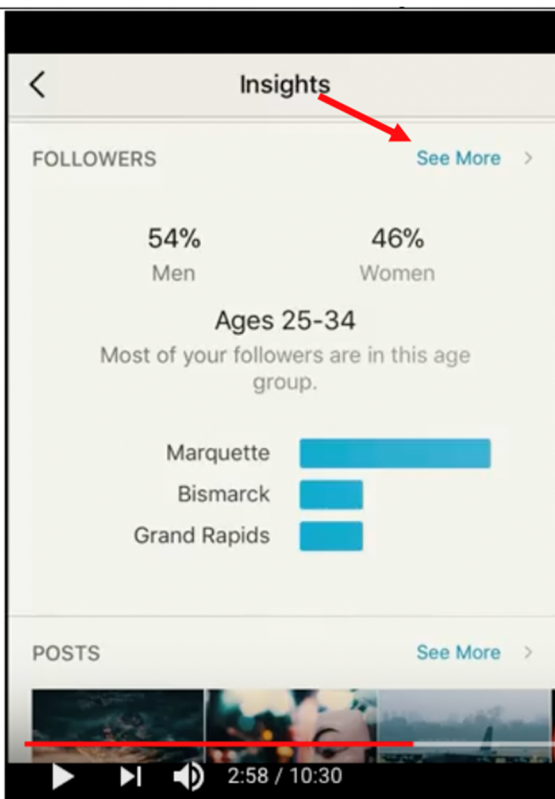 Insights
FOLLOWERS See More
54% 46%
Men Women
Ages 25-34
Most of your followers are in this age
group.
Marquette
Bismarck
Grand Rapids
POSTS See More
2:58 / 10:30